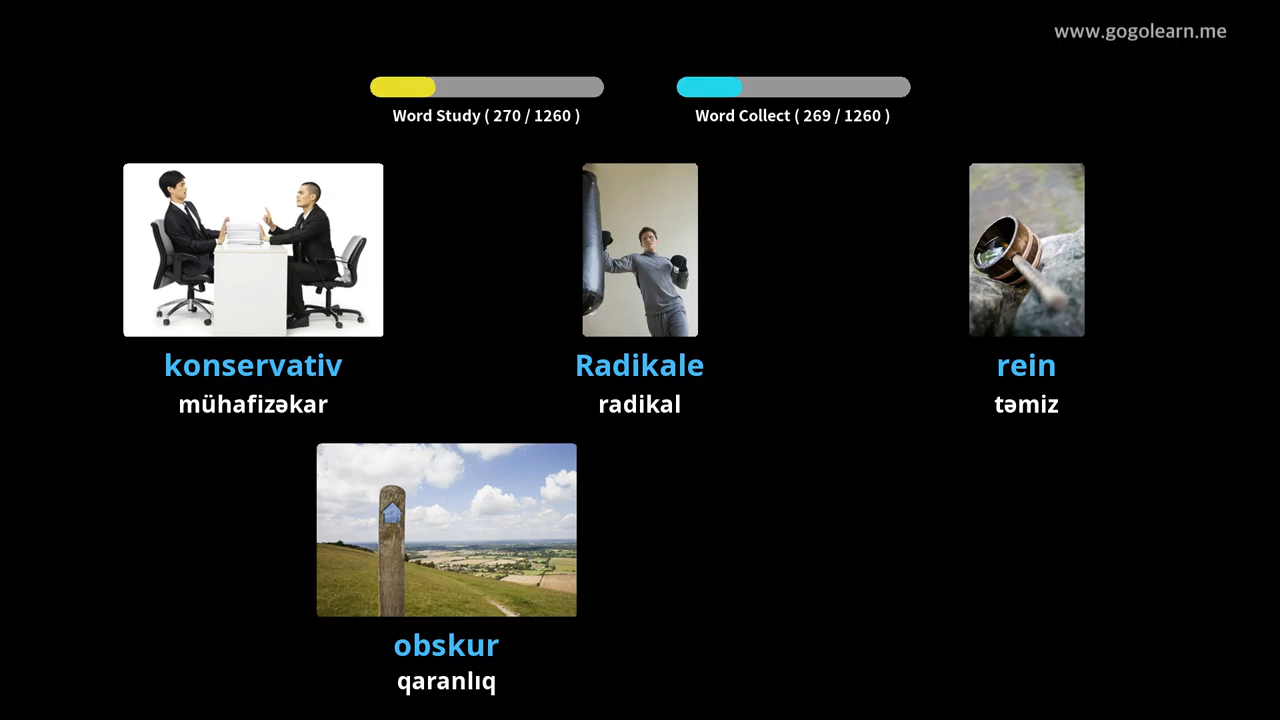 www.gogolearn.me
Word Study ( 270 / 1260 )
Word Collect ( 269 / 1260 )
konservativ
mühafizəkar
Radikale
radikal
rein
təmiz
obskur
qaranlıq